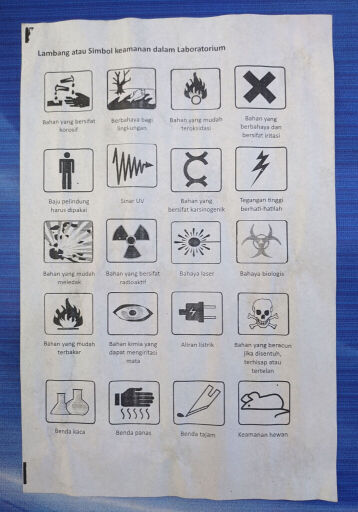 F
Lambang atau Simbol keamanan dalam Laboratorium
Bahan yang bersifat
korosif
Berbahaya bagi
lingkungan
Bahan yang mudah
teroksidasi
Bahan yang
berbahaya dan
bersifat iritasi
Baju pelindung
harus dipakai
Sinar UV
Bahan yang
bersifat karsinogenik
Tegangan tinggi
berhati-hatilah
Bahan yang mudah
meledak
Bahan yang bersifat
radioaktif
Bahaya laser
Bahaya biologis
Bahan yang mudah
terbakar
Bahan kimia yang
dapat mengiritasi
mata
Aliran listrik
Bahan yang beracun
jika disentuh,
terhisap atau
tertelan
Benda kaca
Benda panas
Benda tajam
Keamanan hewan